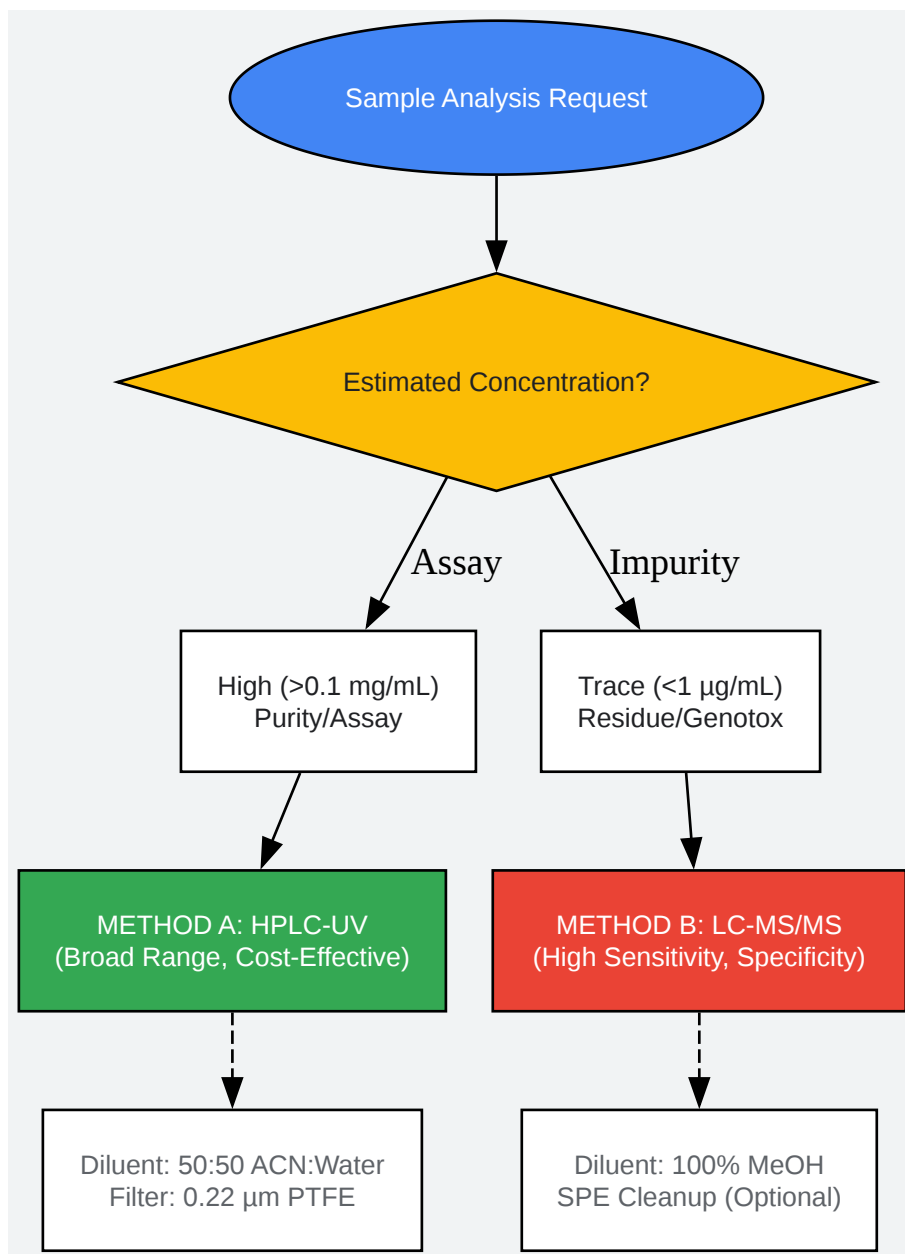 Sample Analysis Request
Estimated Concentration?
Assay
Impurity
High (>0.1 mg/mL)
Purity/Assay
Trace (<1 µg/mL)
Residue/Genotox
METHOD A: HPLC-UV
(Broad Range, Cost-Effective)
METHOD B: LC-MS/MS
(High Sensitivity, Specificity)
Diluent: 50:50 ACN:Water
Filter: 0.22 µm PTFE
Diluent: 100% MeOH
SPE Cleanup (Optional)